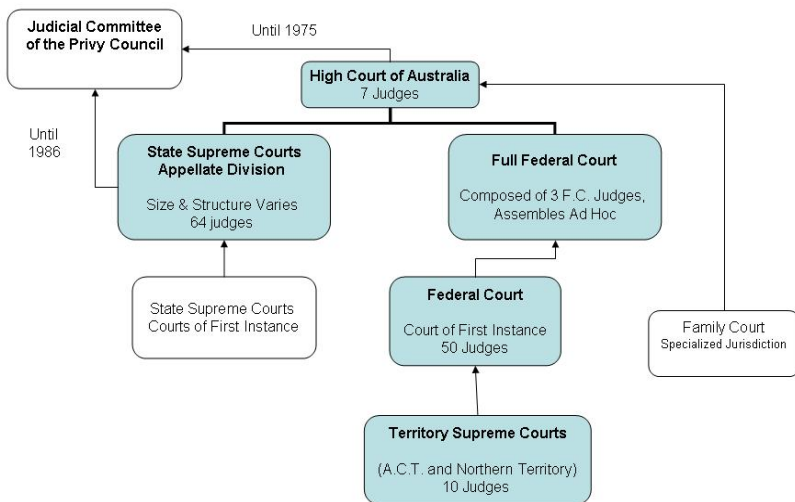 Judicial Committee
of the Privy Council
Until 1975
High Court of Australia
7 Judges
Until
1986
State Supreme Courts
Appellate Division
Size & Structure Varies
64 judges
Full Federal Court
Composed of 3 F.C. Judges,
Assembles Ad Hoc
State Supreme Courts
Courts of First Instance
Federal Court
Court of First Instance
50 Judges
Family Court
Specialized Jurisdiction
Territory Supreme Courts
(A.C.T. and Northern Territory)
10 Judges